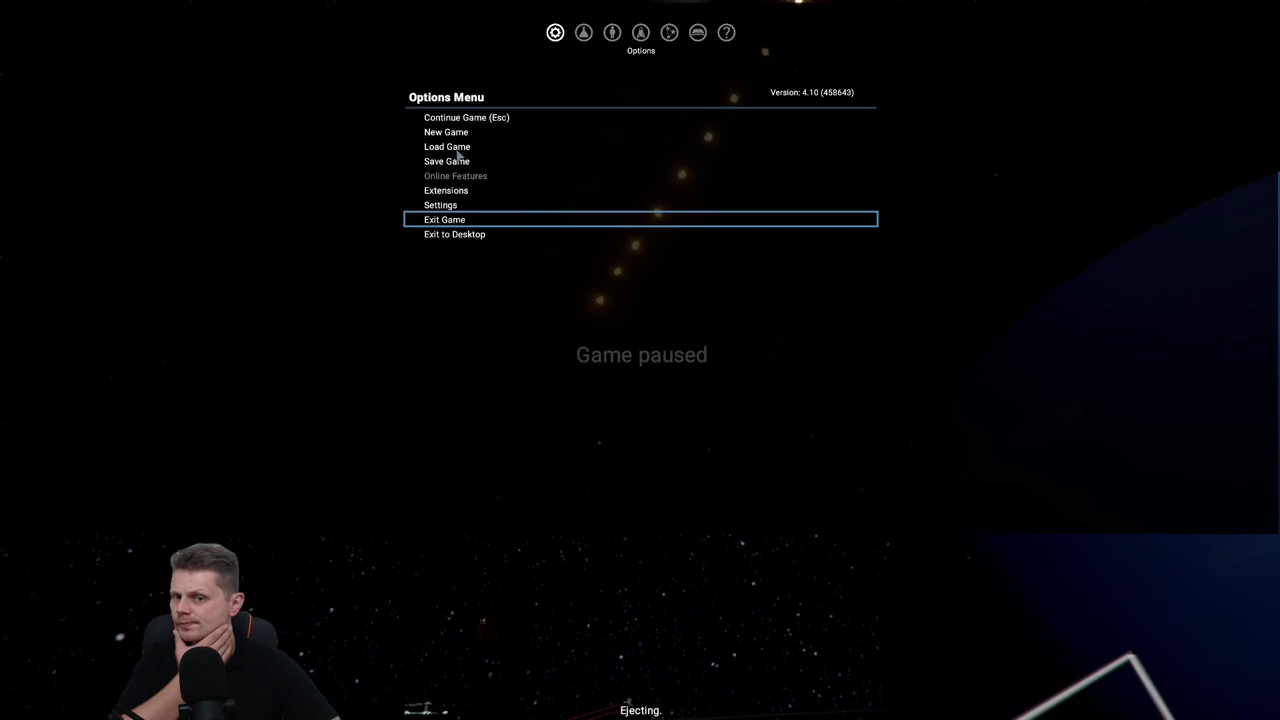 ?
Options
Options Menu
Version: 4.10 (458643)
Continue Game (Esc)
New Game
Load Game
Save Game
Online Features
Extensions
Settings
Exit Game
Exit to Desktop
Game paused
Ejecting.